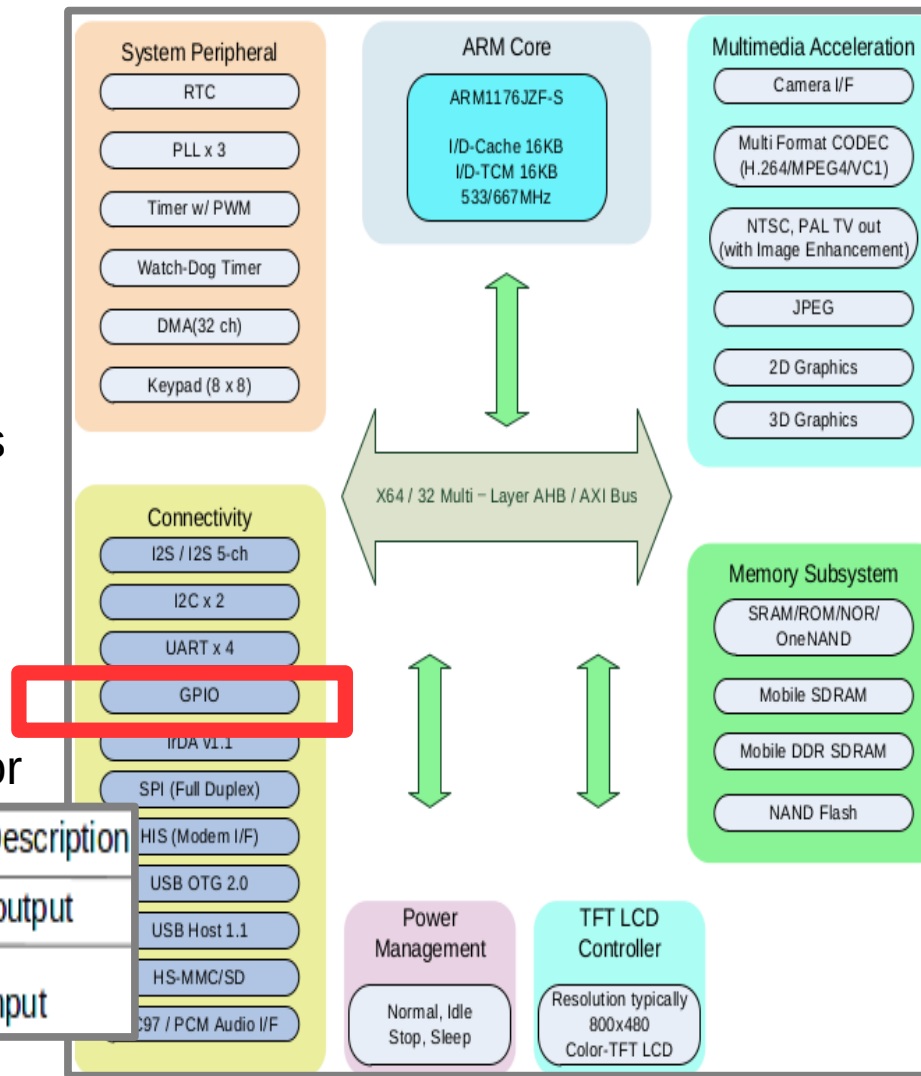 System Peripheral
RTC
PLL x 3
Timer w/ PWM
Watch-Dog Timer
DMA(32 ch)
Keypad (8 x 8)
ARM Core
ARM1176JZF-S
I/D-Cache 16KB
I/D-TCM 16KB
533/667MHz
Multimedia Acceleration
Camera I/F
Multi Format CODEC
(H.264/MPEG4/VC1)
NTSC, PAL TV out
(with Image Enhancement)
JPEG
2D Graphics
3D Graphics
s
X64 / 32 Multi – Layer AHB / AXI Bus
Connectivity
I2S / I2S 5-ch
I2C x 2
UART x 4
GPIO
IrDA v1.1
SPI (Full Duplex)
HIS (Modem I/F)
USB OTG 2.0
USB Host 1.1
HS-MMC/SD
C97 / PCM Audio I/F
or
Description
output
nput
Memory Subsystem
SRAM/ROM/NOR/
OneNAND
Mobile SDRAM
Mobile DDR SDRAM
NAND Flash
Power
Management
Normal, Idle
Stop, Sleep
TFT LCD
Controller
Resolution typically
800x480
Color-TFT LCD